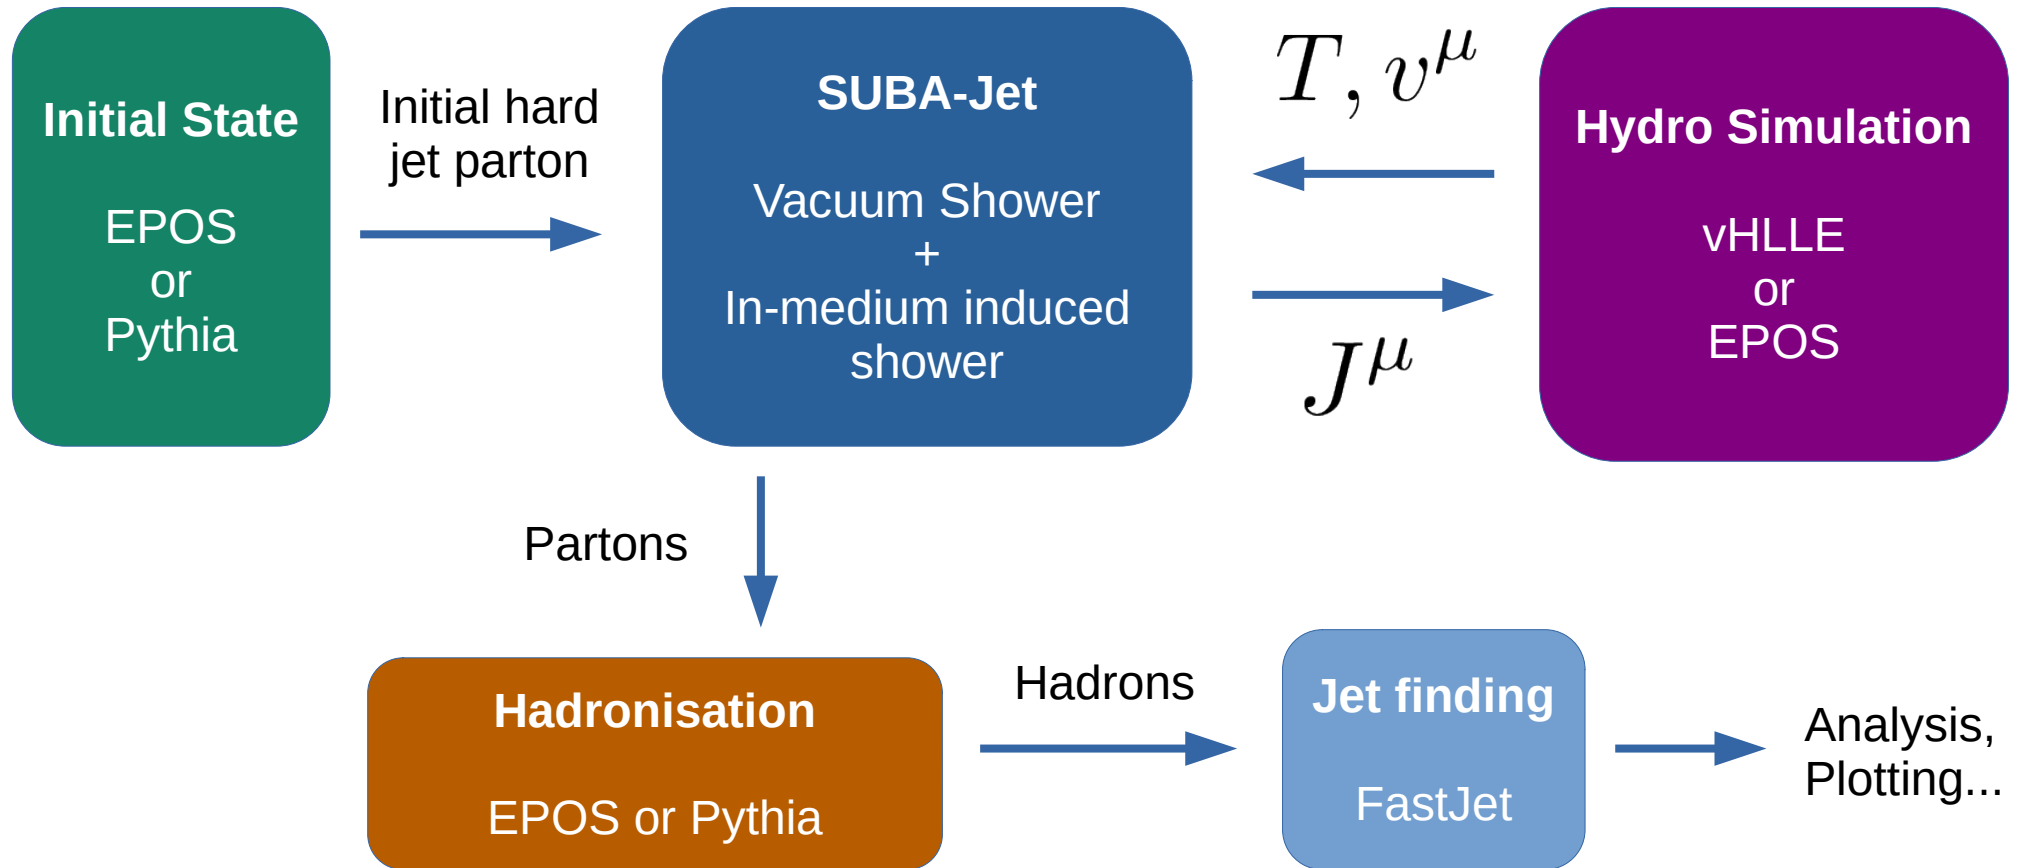 Initial State
EPOS
or
Pythia
Initial hard
jet parton
SUBA-Jet
Vacuum Shower
+
In-medium induced
shower
T, v^μ
J^μ
Hydro Simulation
vHLLE
or
EPOS
Partons
Hadronisation
EPOS or Pythia
Hadrons
Jet finding
FastJet
Analysis,
Plotting...